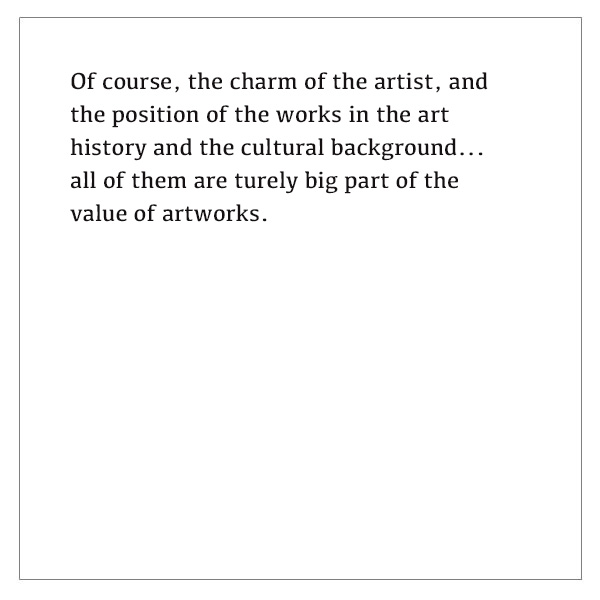 Of course, the charm of the artist, and
the position of the works in the art
history and the cultural background...
all of them are turely big part of the
value of artworks.